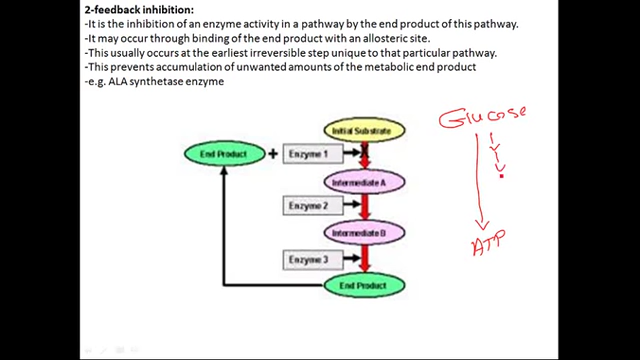 2-feedback inhibition:
-It is the inhibition of an enzyme activity in a pathway by the end product of this pathway.
-It may occur through binding of the end product with an allosteric site.
-This usually occurs at the earliest irreversible step unique to that particular pathway.
-This prevents accumulation of unwanted amounts of the metabolic end product
-e.g. ALA synthetase enzyme
Glucose
Initial Substrate
End Product + Enzyme 1
Intermediate A
Enzyme 2
Intermediate B
ATP
Enzyme 3
End Product